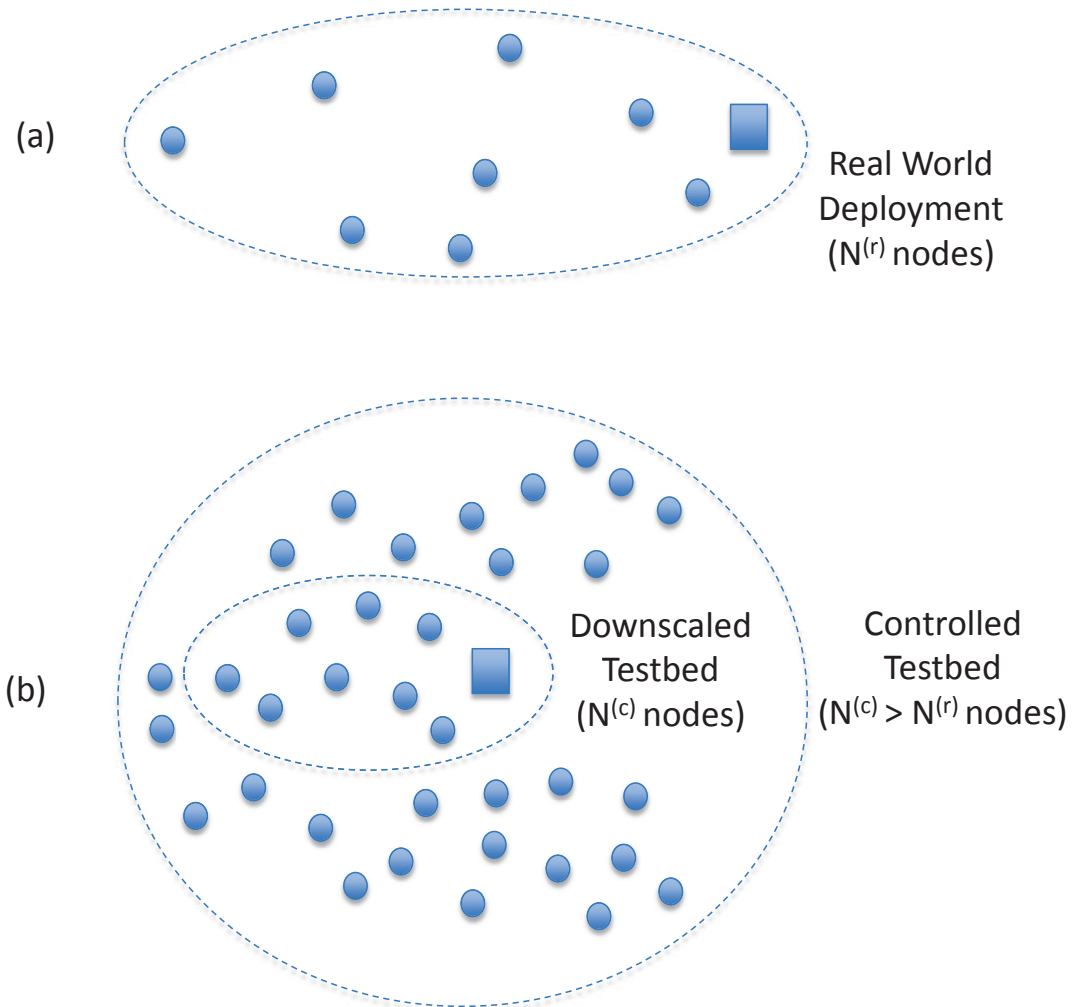 (a)
Real World
Deployment
(N^(r) nodes)
(b)
Downscaled
Testbed
(N^(c) nodes)
Controlled
Testbed
(N^(c) > N^(r) nodes)